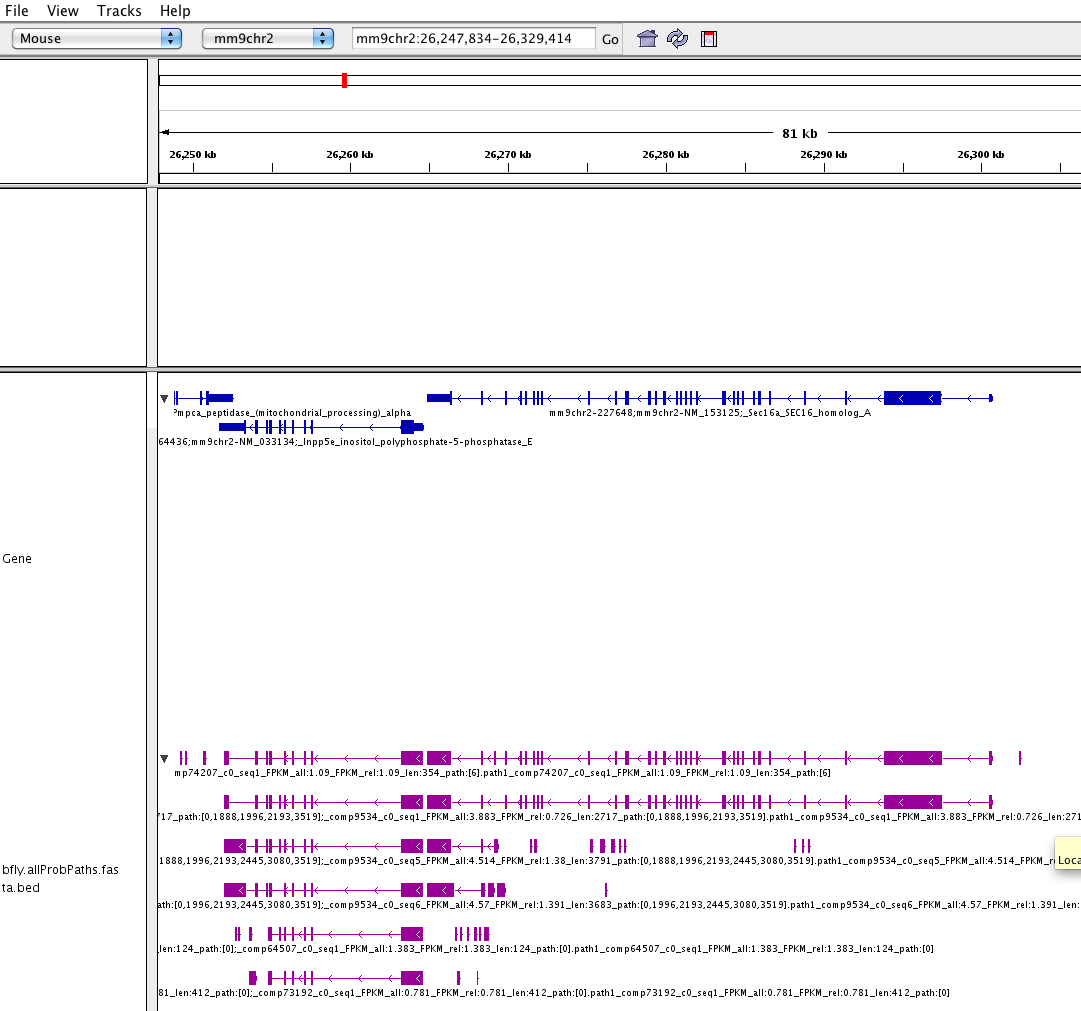 File View Tracks Help
Mouse mm9chr2 mm9chr2:26,247,834-26,329,414 Go
81 kb
26,250 kb 26,260 kb 26,270 kb 26,280 kb 26,290 kb 26,300 kb
?mpca_peptidase_(mitochondrial_processing)_alpha mm9chr2-227648;mm9chr2-NM_153125;_Sec16a_SEC16_homolog_A
64436;mm9chr2-NM_033134;_Inpp5e_inositol_polyphosphate-5-phosphatase_E
Gene
mp74207_c0_seq1_FPKM_all:1.09_FPKM_rel:1.09_len:354_path:[6].path1_comp74207_c0_seq1_FPKM_all:1.09_FPKM_rel:1.09_len:354_path:[6]
717_path:[0,1888,1996,2193,3519];_comp9534_c0_seq1_FPKM_all:3.883_FPKM_rel:0.726_len:2717_path:[0,1888,1996,2193,3519].path1_comp9534_c0_seq1_FPKM_all:3.883_FPKM_rel:0.726_len:271
1888,1996,2193,2445,3080,3519];_comp9534_c0_seq5_FPKM_all:4.514_FPKM_rel:1.38_len:3791_path:[0,1888,1996,2193,2445,3080,3519].path1_comp9534_c0_seq5_FPKM_all:4.514_FPKM_r
Loca
bfly.allProbPaths.fas
ta.bed
ath:[0,1996,2193,2445,3080,3519];_comp9534_c0_seq6_FPKM_all:4.57_FPKM_rel:1.391_len:3683_path:[0,1996,2193,2445,3080,3519].path1_comp9534_c0_seq6_FPKM_all:4.57_FPKM_rel:1.391_len:
_len:124_path:[0];_comp64507_c0_seq1_FPKM_all:1.383_FPKM_rel:1.383_len:124_path:[0].path1_comp64507_c0_seq1_FPKM_all:1.383_FPKM_rel:1.383_len:124_path:[0]
81_len:412_path:[0];_comp73192_c0_seq1_FPKM_all:0.781_FPKM_rel:0.781_len:412_path:[0].path1_comp73192_c0_seq1_FPKM_all:0.781_FPKM_rel:0.781_len:412_path:[0]